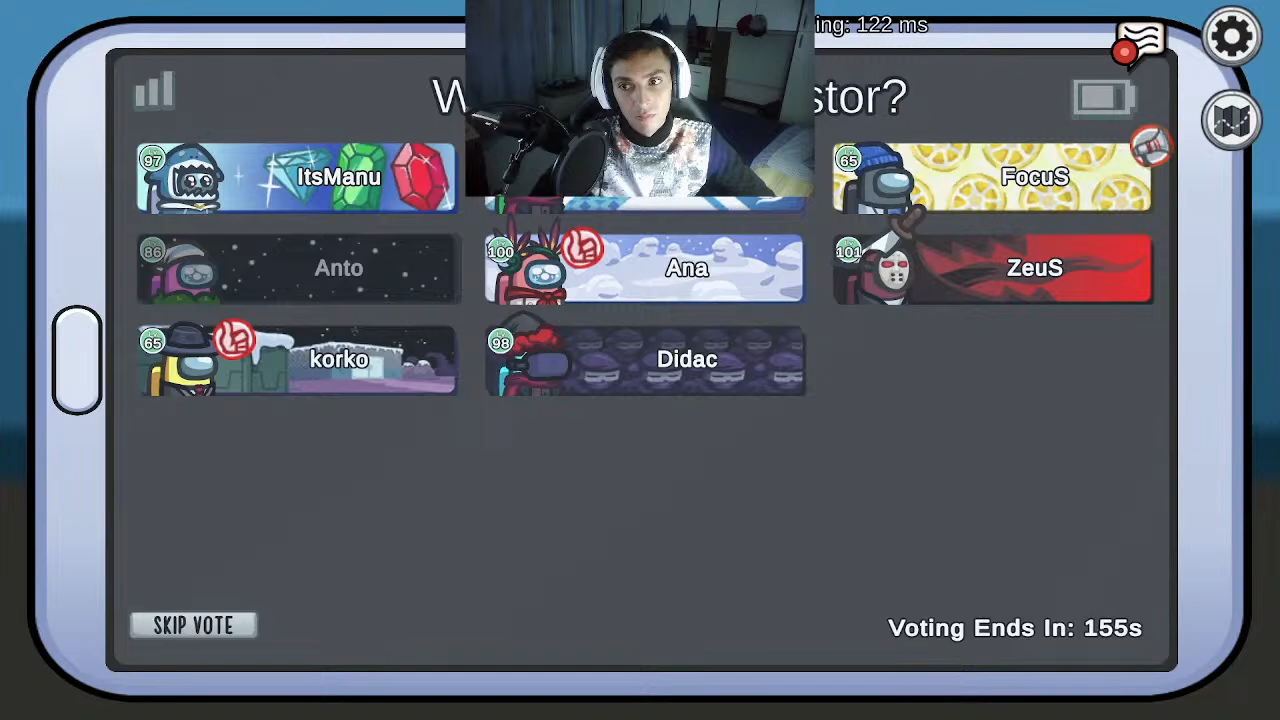 ing: 122 ms
W stor?
97 ItsManu
65 FocuS
86 Anto
100 Ana
101 ZeuS
65 korko
98 Didac
SKIP VOTE
Voting Ends In: 155s